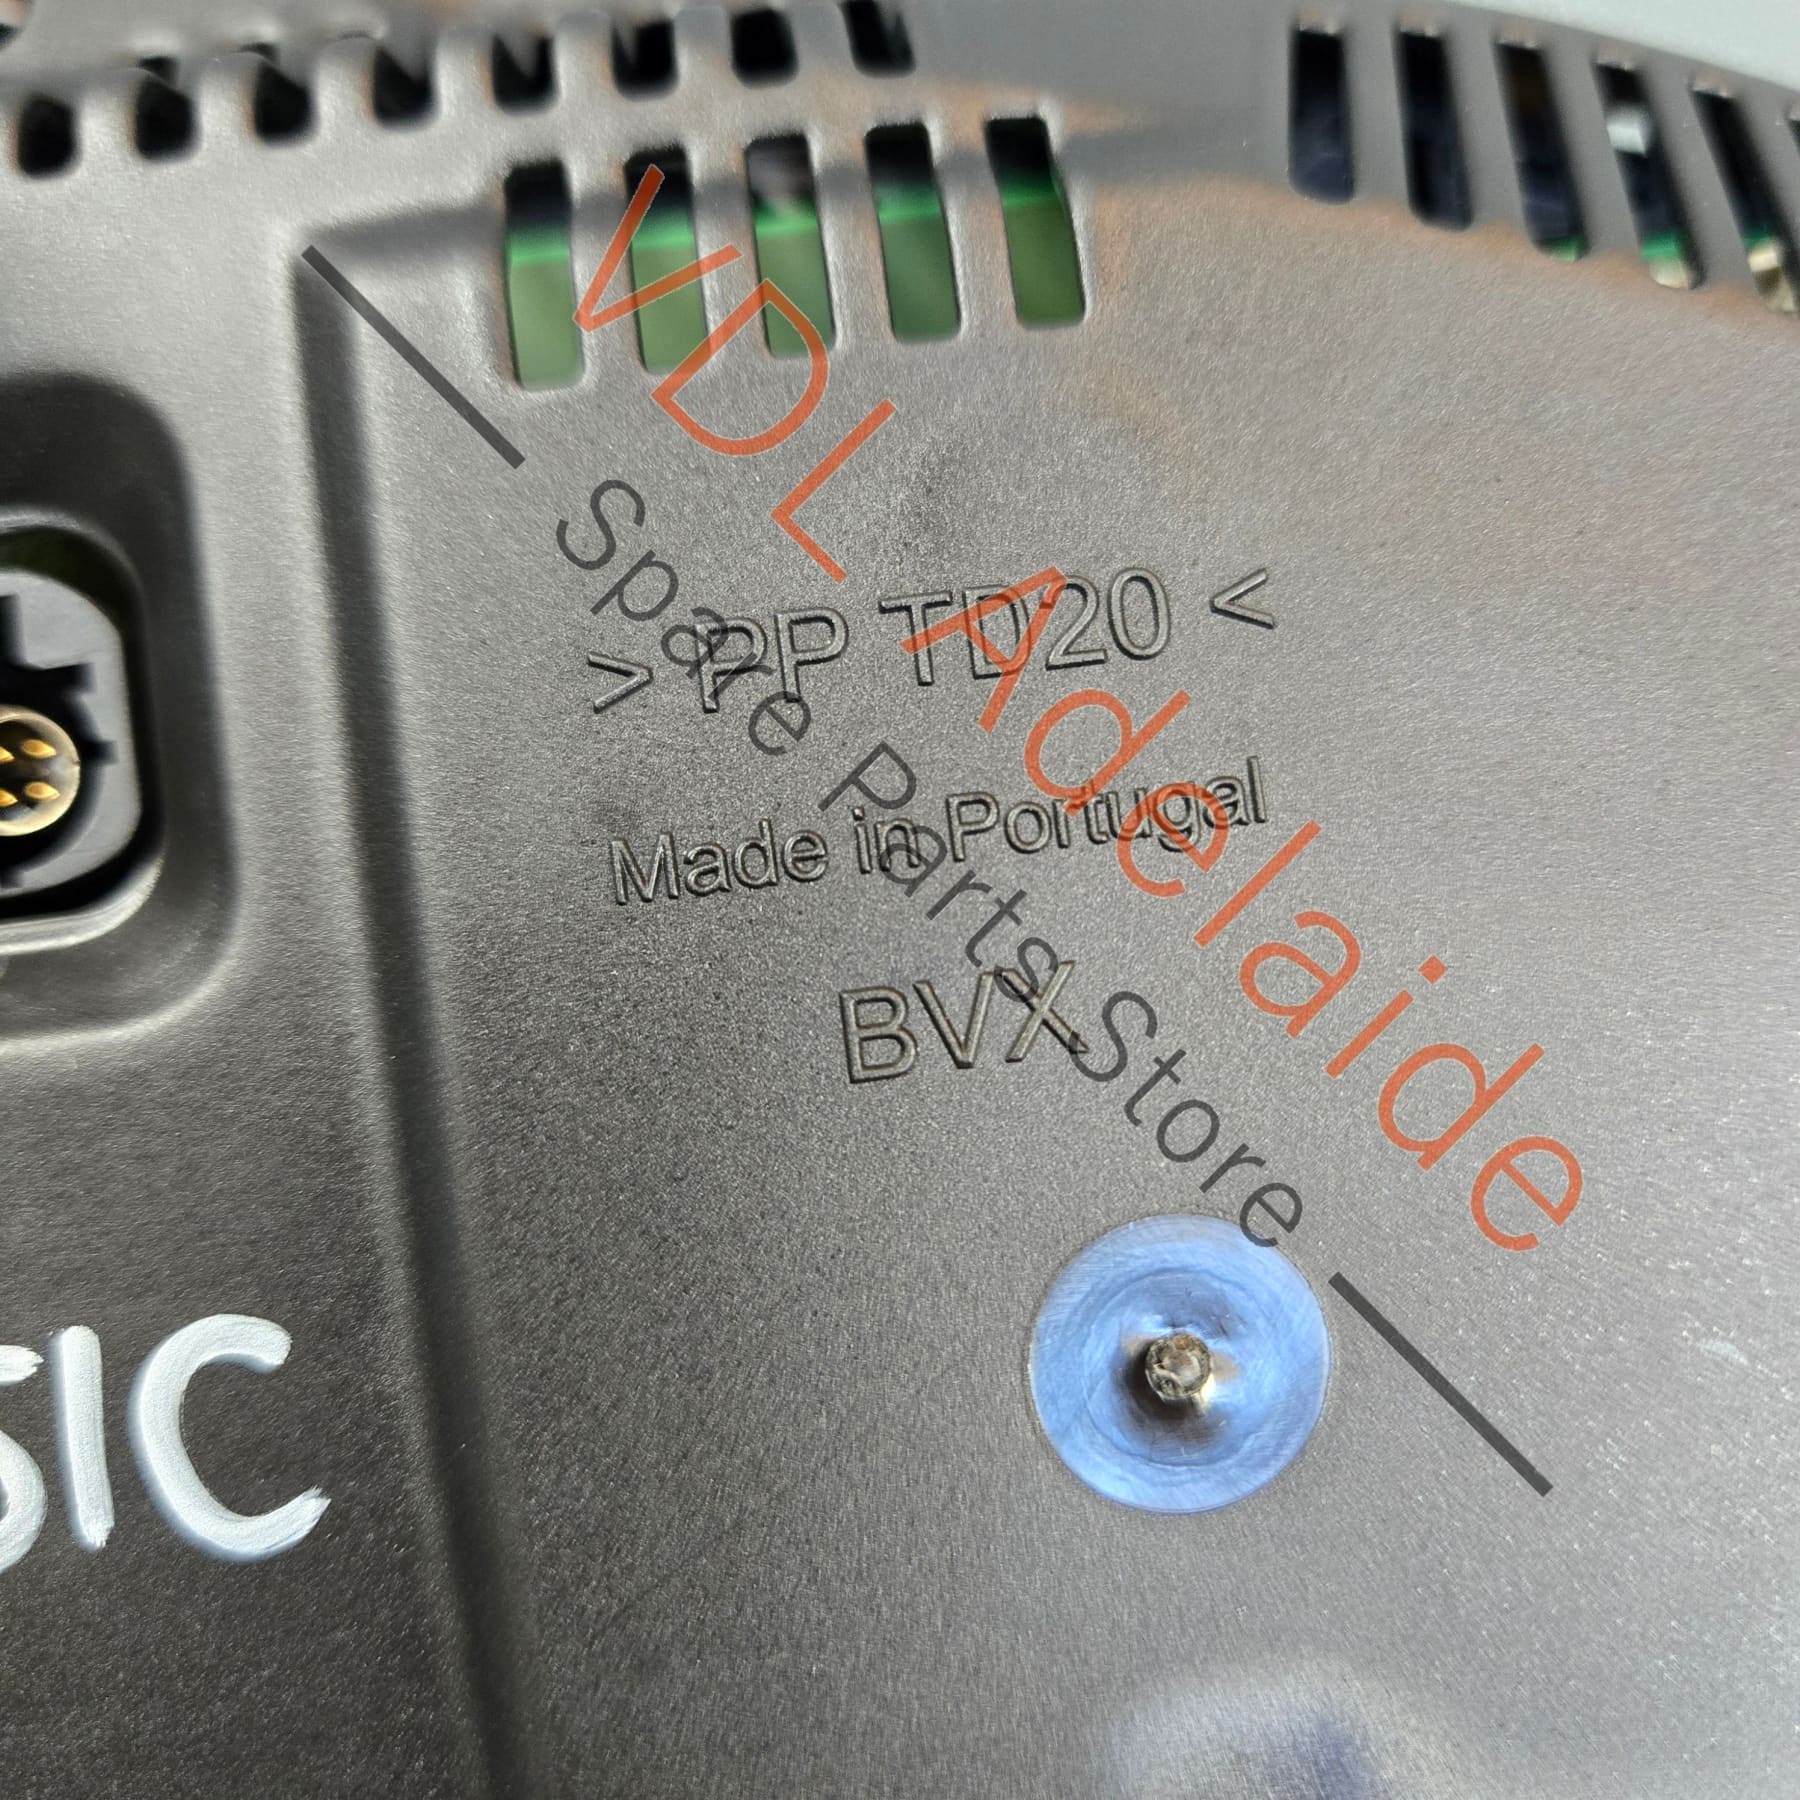 > PP TD20 <
Made in Portugal
BVX
SIC
VDL Adelaide
Spare Parts Store